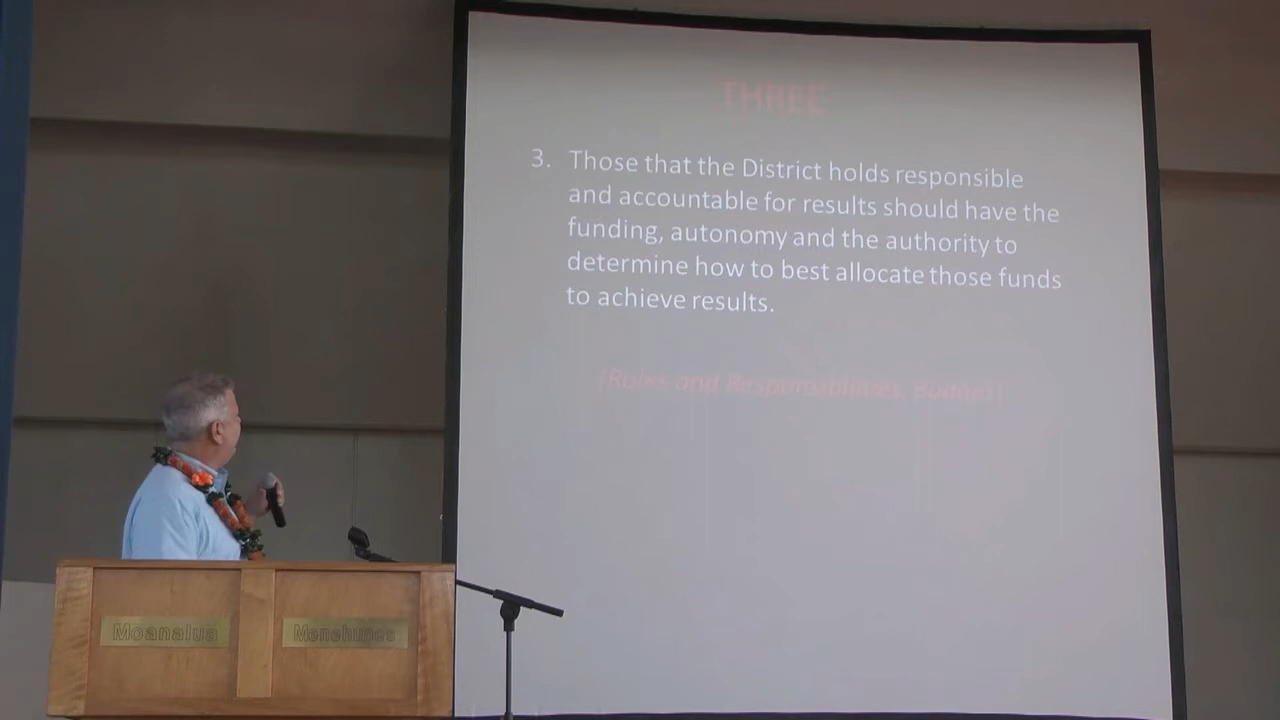 THREE
3. Those that the District holds responsible
and accountable for results should have the
funding, autonomy and the authority to
determine how to best allocate those funds
to achieve results.
(Roles and Responsibilities, Budget)
Moanalua
Menehunes